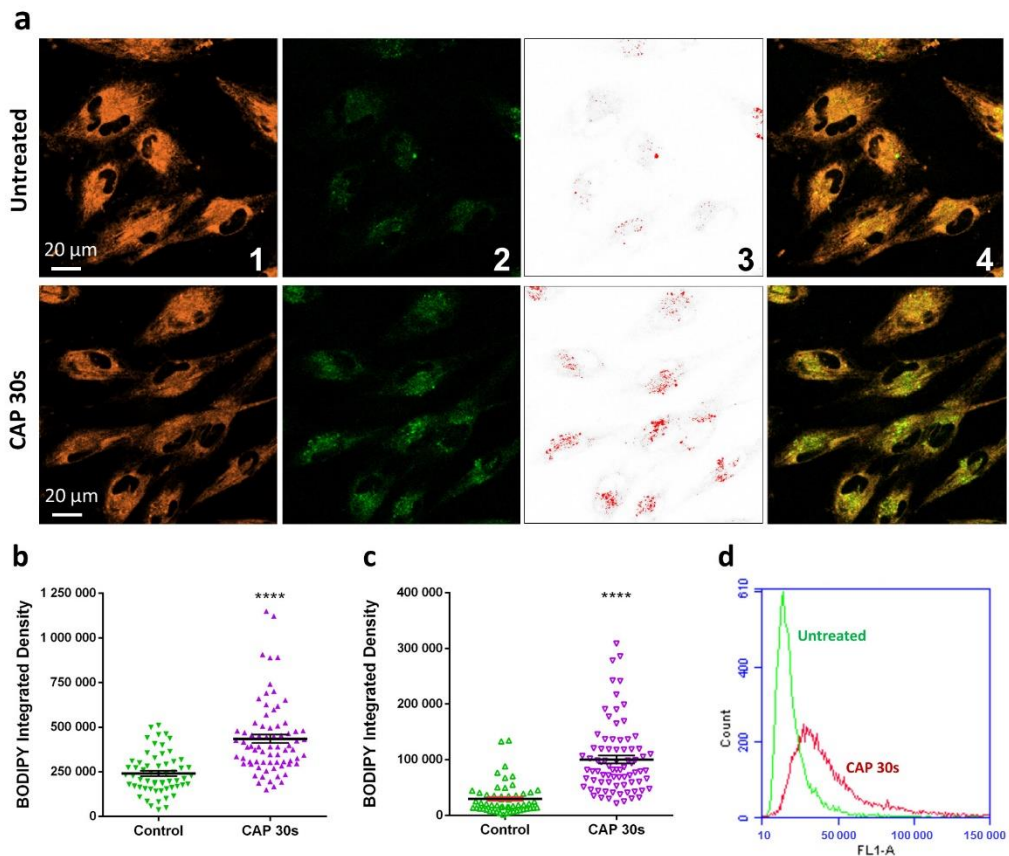 a
Untreated
20 μm
1
2
3
4
CAP 30s
20 μm
b
BODIPY Integrated Density
1 250 000
1 000 000
750 000
500 000
250 000
0
****
Control
CAP 30s
c
BODIPY Integrated Density
400 000
300 000
200 000
100 000
0
****
Control
CAP 30s
d
Count
610
400
200
0
Untreated
CAP 30s
10
50 000
100 000
150 000
FL1-A